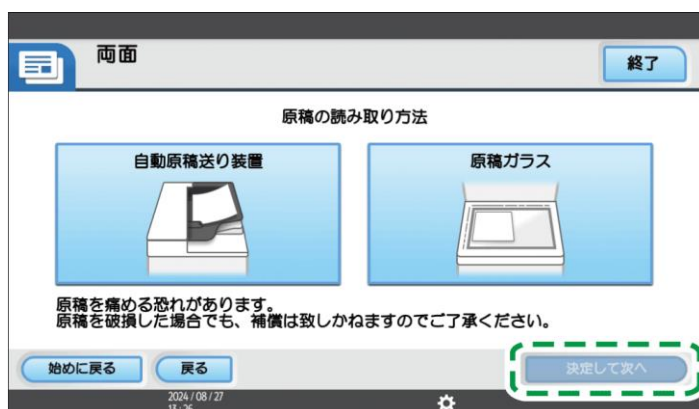 両面
終了
原稿の読み取り方法
自動原稿送り装置
原稿ガラス
原稿を痛める恐れがあります。
原稿を破損した場合でも、補償は致しかねますのでご了承ください。
始めに戻る
戻る
決定して次へ
2024 / 08 / 27